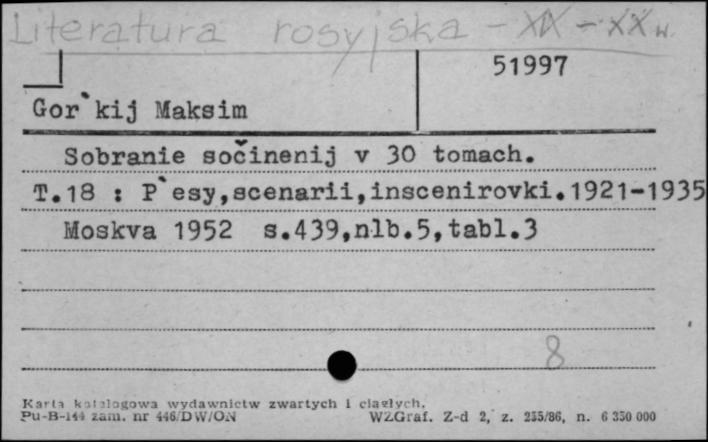 Literatura rosyjska - XIX - XX w.
51997
Gor`kij Maksim
Sobranie sočinenij v 30 tomach.
T.18 : P`esy,scenarii,inscenirovki.1921-1935
Moskva 1952 s.439,nlb.5,tabl.3
8
Karta katalogowa wydawnictw zwartych i ciągłych.
Pu-B-144 zam. nr 446/DW/ON WZGraf. Z-d 2, z. 255/86, n. 6 350 000